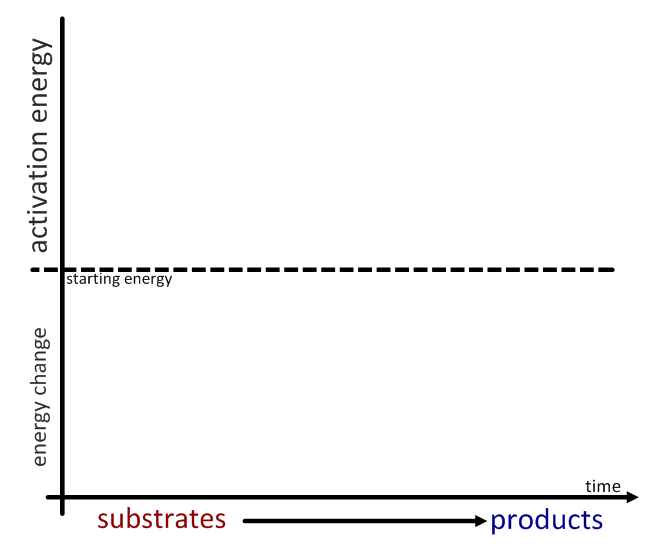 activation energy
starting energy
energy change
time
substrates
products